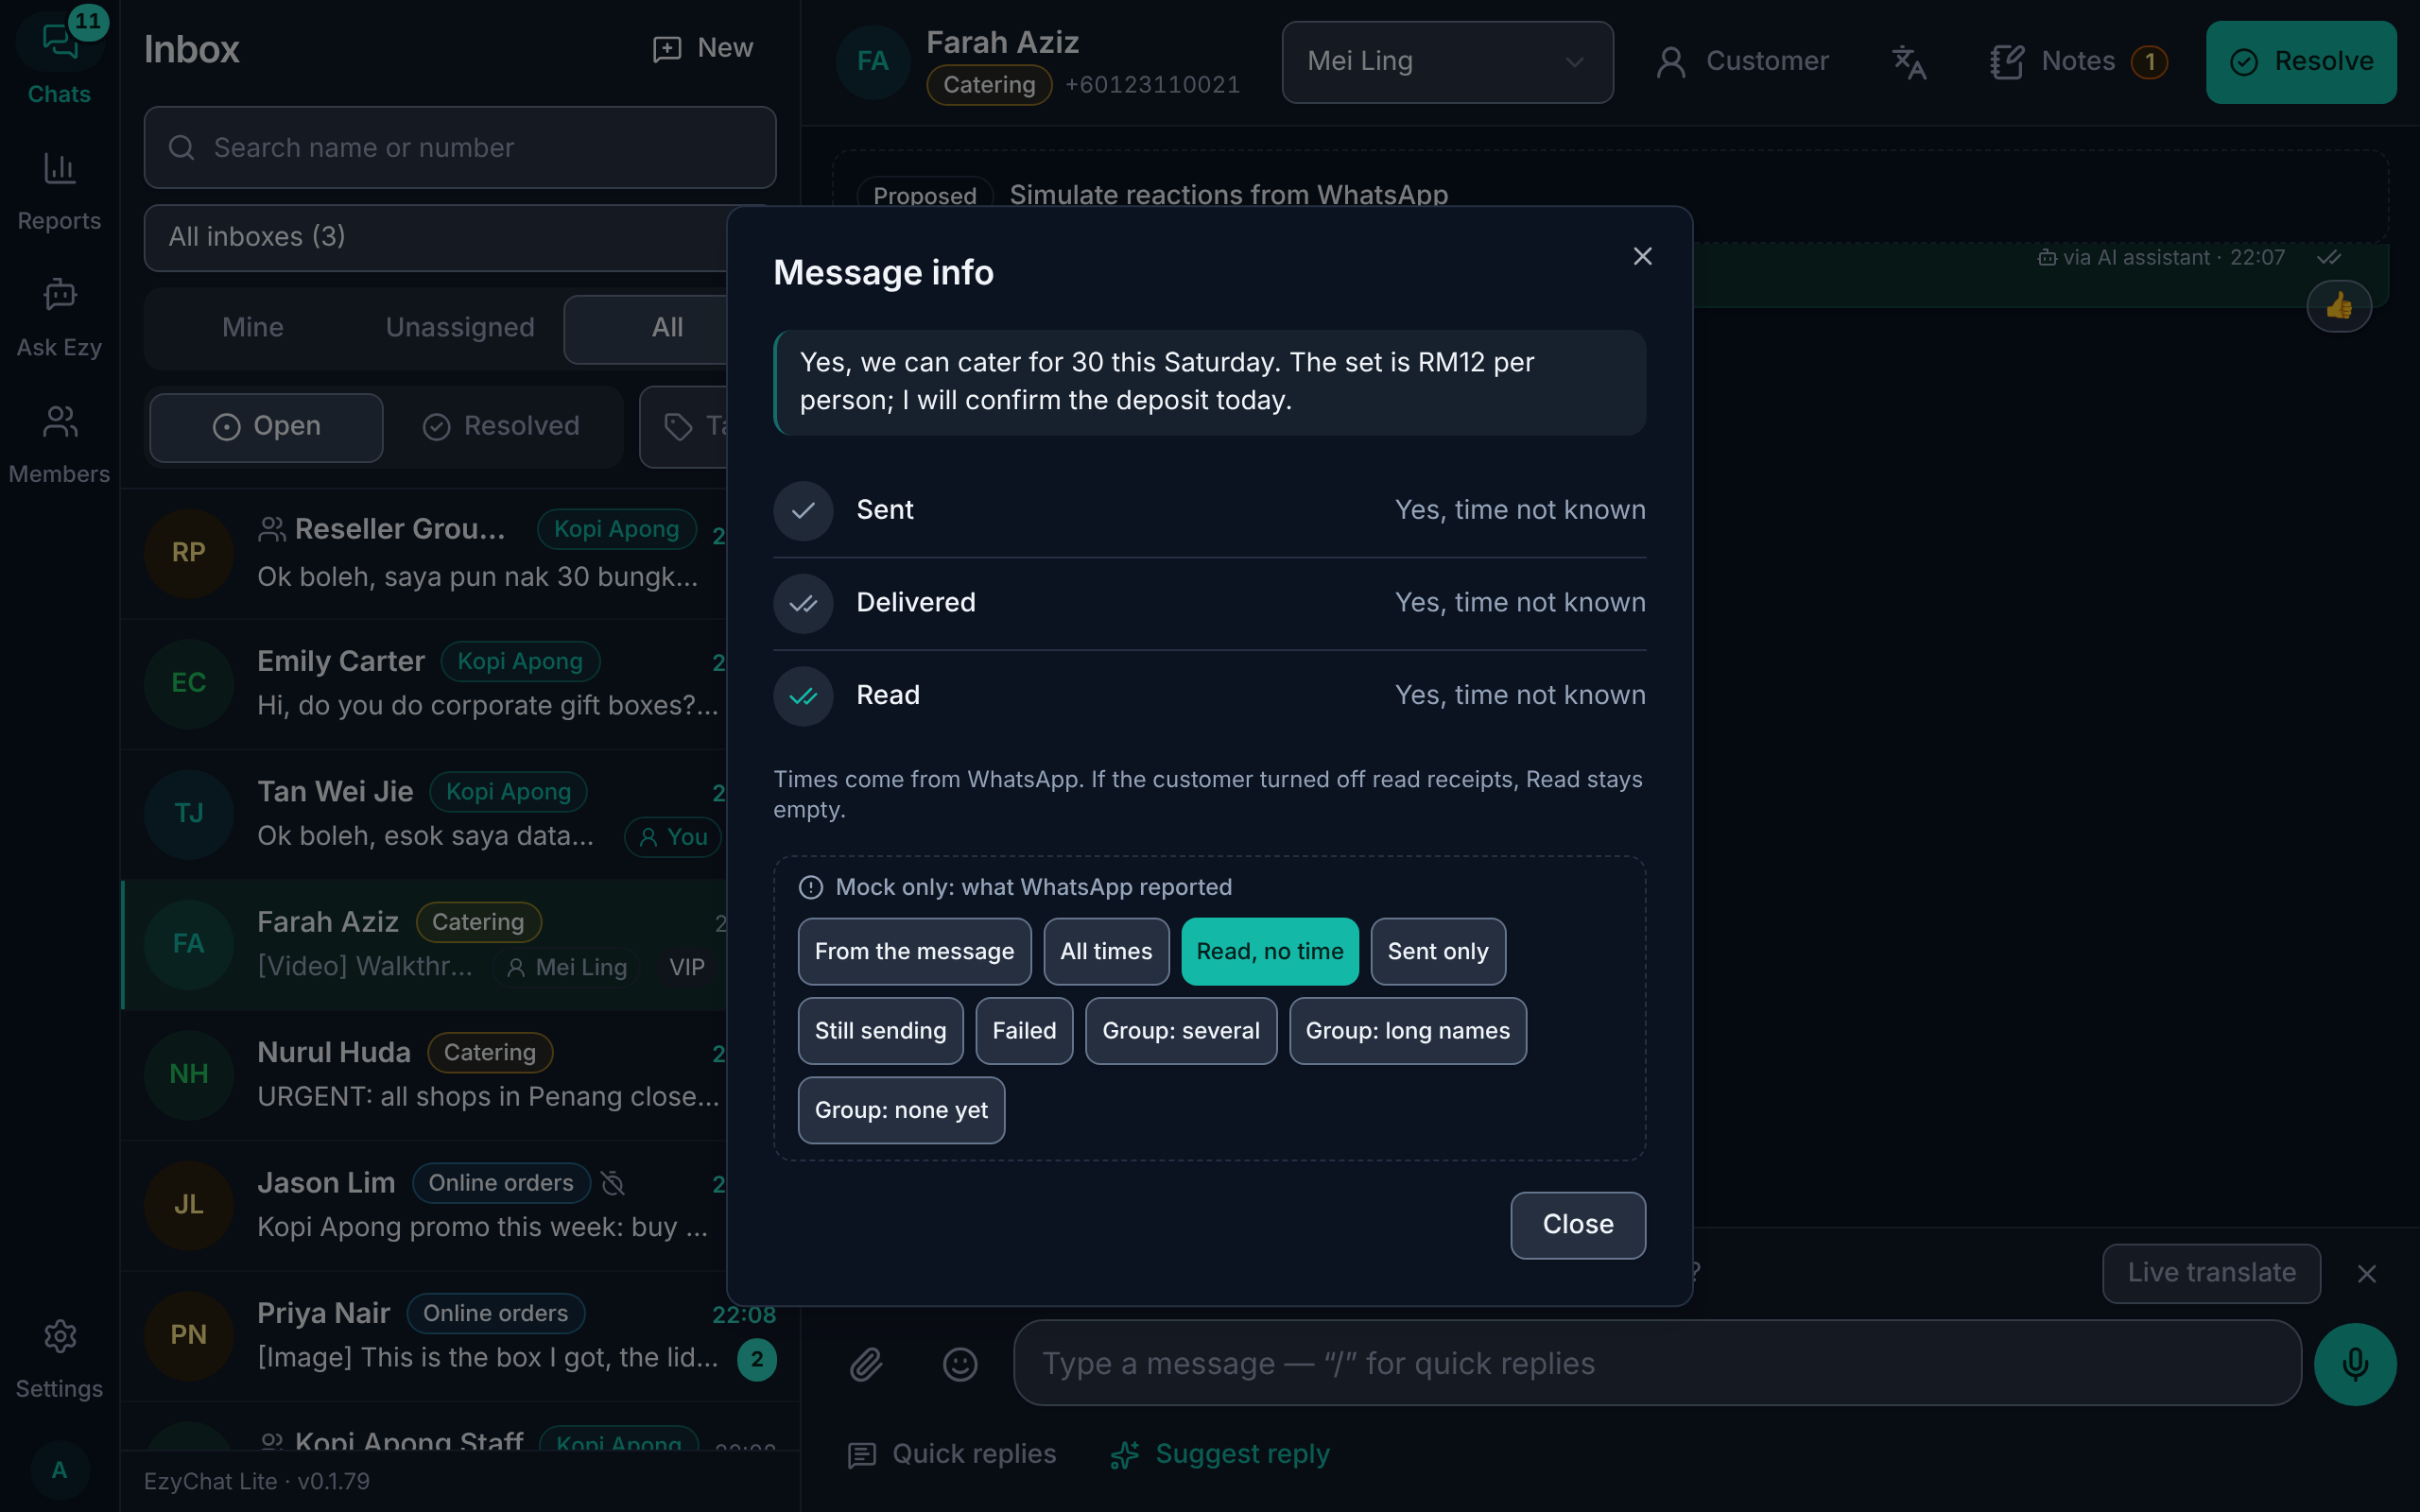 11
Chats
Reports
Ask Ezy
Members
Settings
A
Inbox
New
Search name or number
All inboxes (3)
Mine
Unassigned
All
Open
Resolved
RP
Reseller Grou...
Kopi Apong
Ok boleh, saya pun nak 30 bungk...
EC
Emily Carter
Kopi Apong
Hi, do you do corporate gift boxes?...
TJ
Tan Wei Jie
Kopi Apong
Ok boleh, esok saya data...
You
FA
Farah Aziz
Catering
[Video] Walkthr...
Mei Ling
VIP
NH
Nurul Huda
Catering
URGENT: all shops in Penang close...
JL
Jason Lim
Online orders
Kopi Apong promo this week: buy ...
PN
Priya Nair
Online orders
22:08
[Image] This is the box I got, the lid...
2
Kopi Apong Staff
Kopi Apong
EzyChat Lite · v0.1.79
FA
Farah Aziz
Catering
+60123110021
Mei Ling
Customer
Notes
1
Resolve
Proposed
Simulate reactions from WhatsApp
via AI assistant · 22:07
Message info
Yes, we can cater for 30 this Saturday. The set is RM12 per
person; I will confirm the deposit today.
Sent
Yes, time not known
Delivered
Yes, time not known
Read
Yes, time not known
Times come from WhatsApp. If the customer turned off read receipts, Read stays
empty.
Mock only: what WhatsApp reported
From the message
All times
Read, no time
Sent only
Still sending
Failed
Group: several
Group: long names
Group: none yet
Close
Live translate
Type a message — “/” for quick replies
Quick replies
Suggest reply